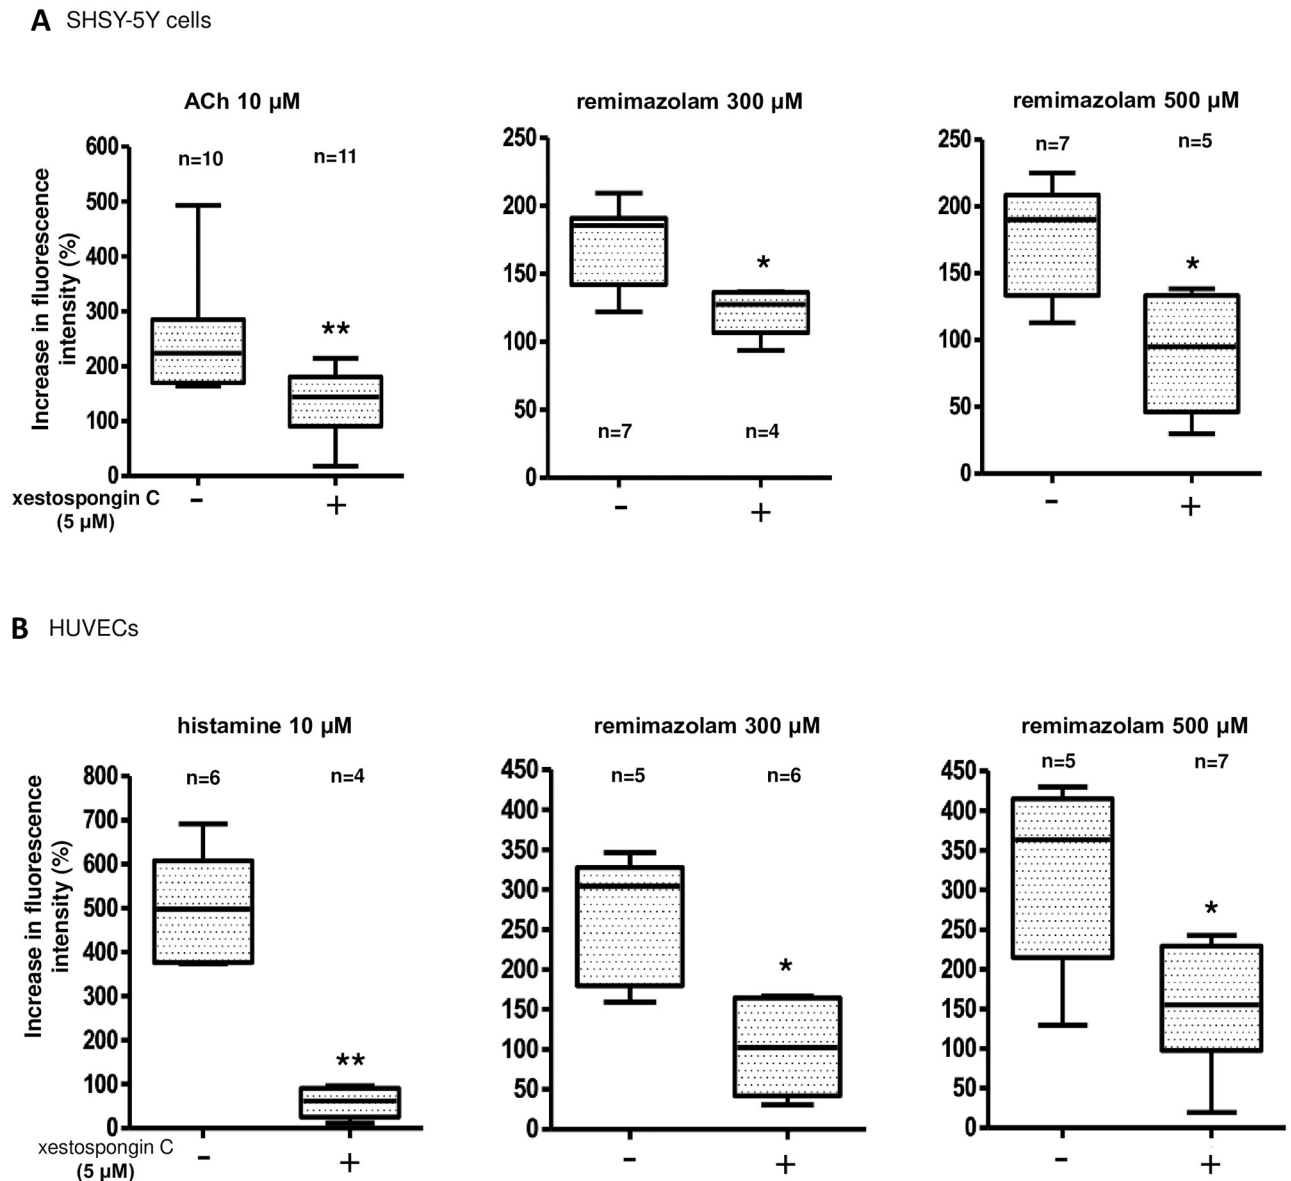 A SHSY-5Y cells
ACh 10 µM
Increase in fluorescence
intensity (%)
600
500
400
300
200
100
0
n=10
n=11
**
xestospongin C
(5 µM)
-
+
remimazolam 300 µM
250
200
150
100
50
0
*
n=7
n=4
-
+
remimazolam 500 µM
250
200
150
100
50
0
n=7
n=5
*
-
+
B HUVECs
histamine 10 µM
Increase in fluorescence
intensity (%)
800
700
600
500
400
300
200
100
0
n=6
n=4
**
xestospongin C
(5 µM)
-
+
remimazolam 300 µM
450
400
350
300
250
200
150
100
50
0
n=5
n=6
*
-
+
remimazolam 500 µM
450
400
350
300
250
200
150
100
50
0
n=5
n=7
*
-
+